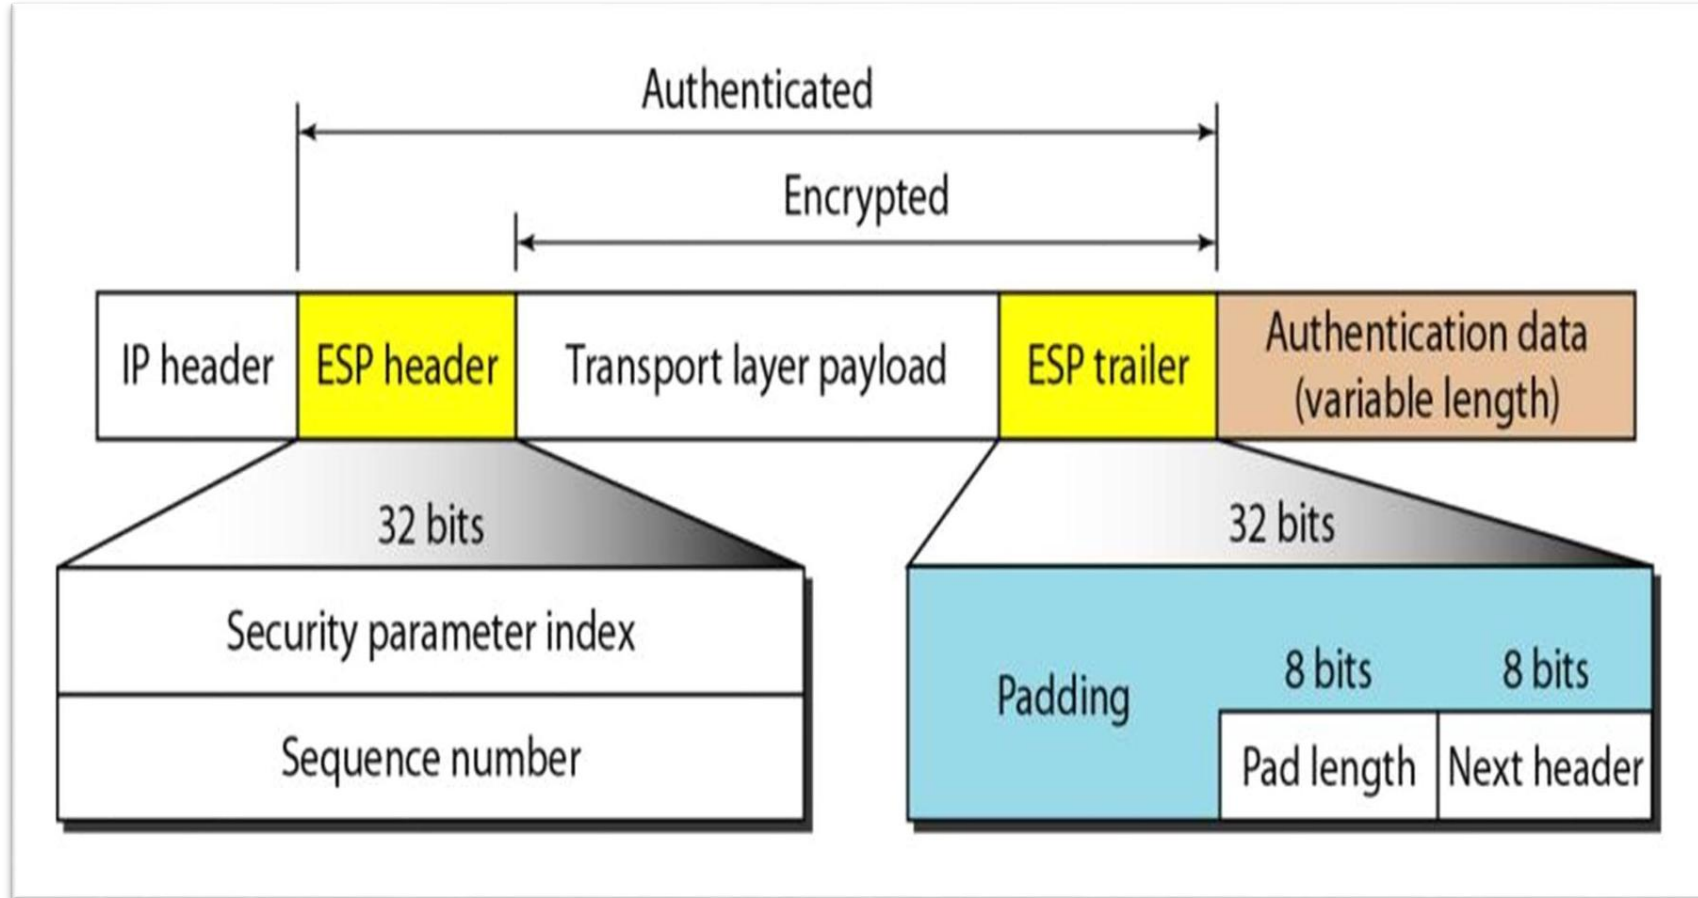 Authenticated
Encrypted
IP header
ESP header
Transport layer payload
ESP trailer
Authentication data
(variable length)
32 bits
32 bits
Security parameter index
Sequence number
Padding
8 bits
8 bits
Pad length
Next header